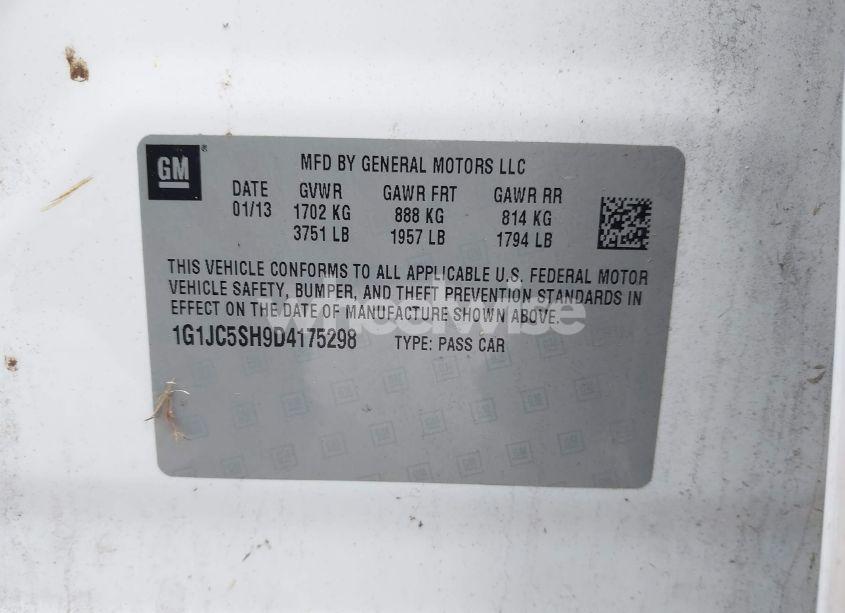 GM
MFD BY GENERAL MOTORS LLC
DATE GVWR GAWR FRT GAWR RR
01/13 1702 KG 888 KG 814 KG
3751 LB 1957 LB 1794 LB
THIS VEHICLE CONFORMS TO ALL APPLICABLE U.S. FEDERAL MOTOR
VEHICLE SAFETY, BUMPER, AND THEFT PREVENTION STANDARDS IN
EFFECT ON THE DATE OF MANUFACTURE SHOWN ABOVE.
wheelwise
1G1JC5SH9D4175298 TYPE: PASS CAR